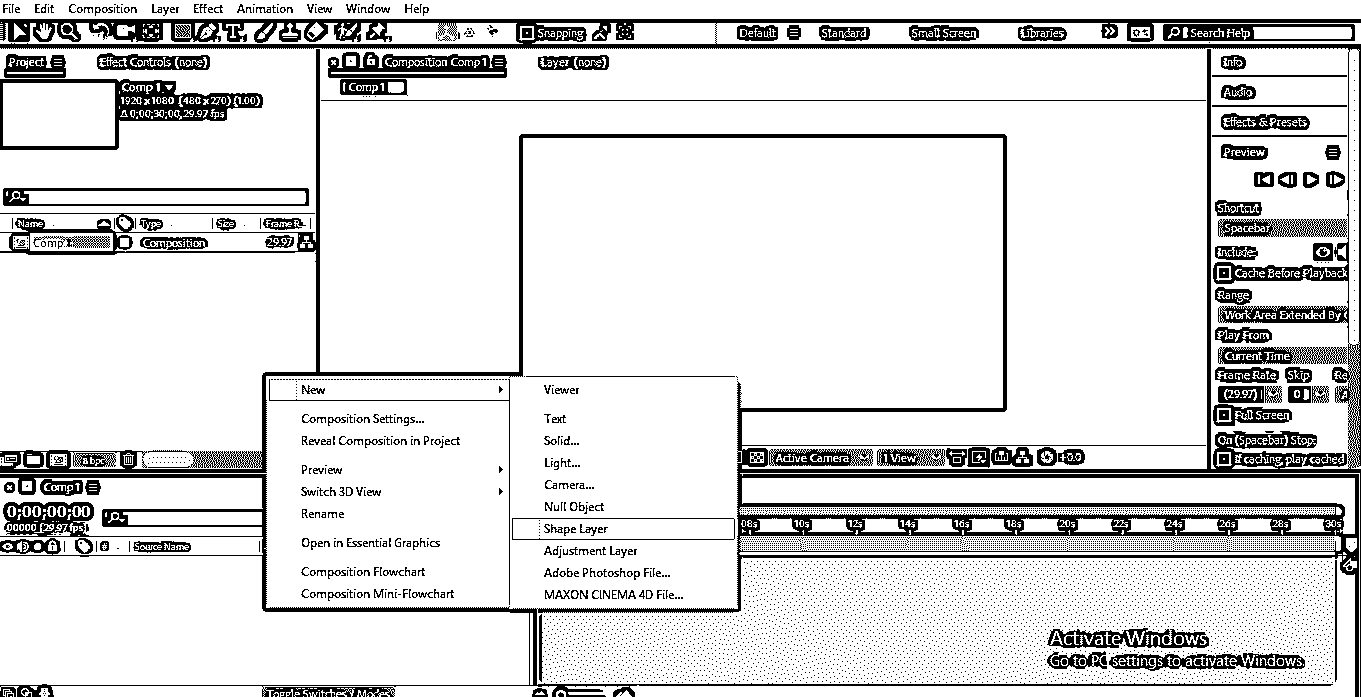 File Edit Composition Layer Effect Animation View Window Help
Snapping Default Standard Small Screen Libraries Search Help
Project Effect Controls (none) Composition Comp 1 Layer (none) Info
Comp 1 Comp 1 Audio
1920 x 1080 (480 x 270) (1.00)
Δ 0;00;30;00, 29.97 fps
Effects & Presets
Preview
Name Type Size Frame R... Shortcut
Spacebar
Comp 1 Composition 29.97 Include:
Cache Before Playback
Range
Work Area Extended By C
Play From
Current Time
Frame Rate Skip Re
(29.97) 0 A
Full Screen
On (Spacebar) Stop:
If caching, play cached
New
Composition Settings...
Reveal Composition in Project
Preview
Switch 3D View
Rename
Open in Essential Graphics
Composition Flowchart
Composition Mini-Flowchart
Viewer
Text
Solid...
Light...
Camera...
Null Object
Shape Layer
Adjustment Layer
Adobe Photoshop File...
MAXON CINEMA 4D File...
8 bpc Active Camera 1 View +0.0
Comp 1
0;00;00;00
00000 (29.97 fps)
08s 10s 12s 14s 16s 18s 20s 22s 24s 26s 28s 30s
# Source Name
Activate Windows
Go to PC settings to activate Windows.
Toggle Switches / Modes